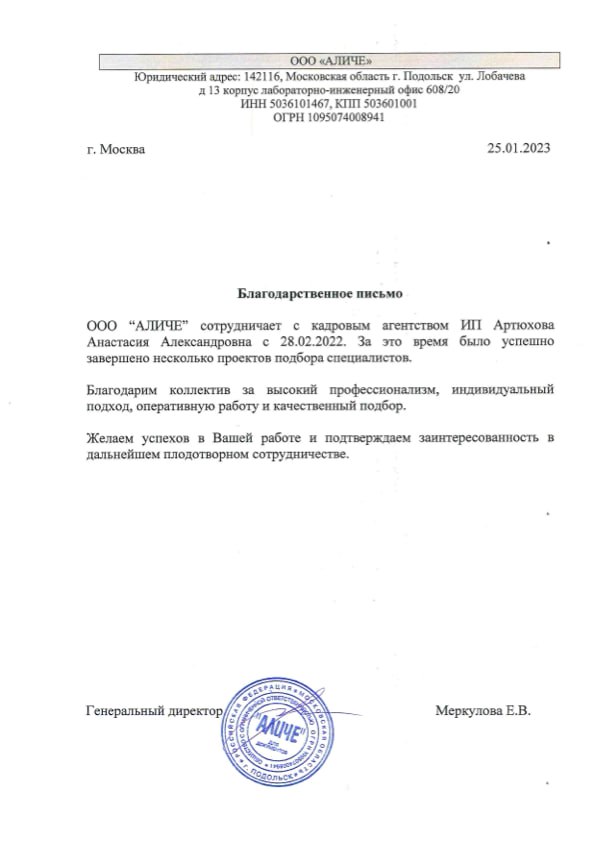 ООО «АЛИЧЕ»
Юридический адрес: 142116, Московская область г. Подольск ул. Лобачева
д 13 корпус лабораторно-инженерный офис 608/20
ИНН 5036101467, КПП 503601001
ОГРН 1095074008941
г. Москва
25.01.2023
Благодарственное письмо
ООО “АЛИЧЕ” сотрудничает с кадровым агентством ИП Артюхова
Анастасия Александровна с 28.02.2022. За это время было успешно
завершено несколько проектов подбора специалистов.
Благодарим коллектив за высокий профессионализм, индивидуальный
подход, оперативную работу и качественный подбор.
Желаем успехов в Вашей работе и подтверждаем заинтересованность в
дальнейшем плодотворном сотрудничестве.
Генеральный директор
Меркулова Е.В.
РОССИЙСКАЯ ФЕДЕРАЦИЯ * МОСКОВСКАЯ ОБЛАСТЬ * г. ПОДОЛЬСК *
"АЛИЧЕ"
ДЛЯ
ДОКУМЕНТОВ